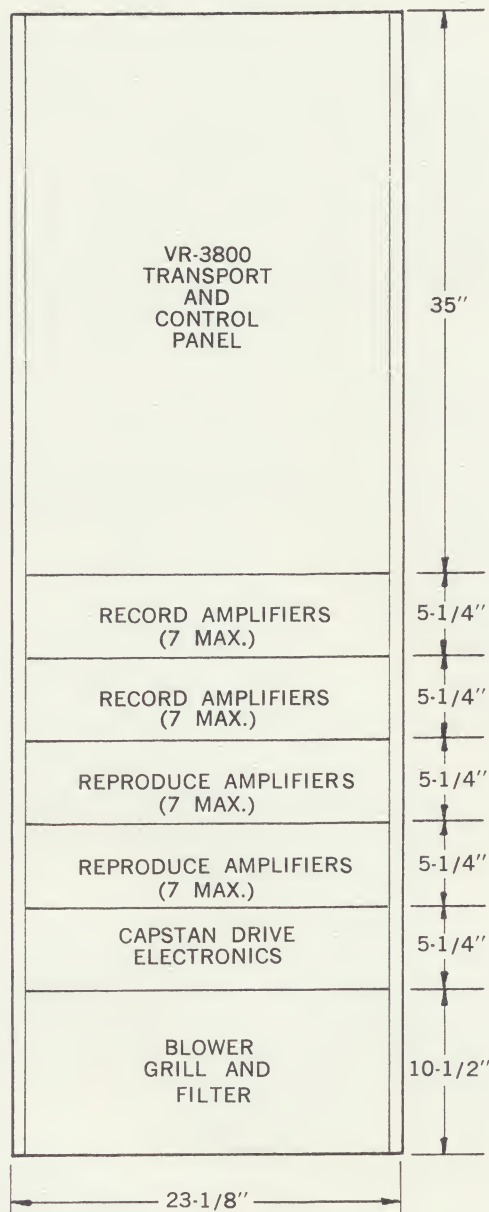 VR-3800
TRANSPORT
AND
CONTROL
PANEL
35"
RECORD AMPLIFIERS
(7 MAX.)
5-1/4"
RECORD AMPLIFIERS
(7 MAX.)
5-1/4"
REPRODUCE AMPLIFIERS
(7 MAX.)
5-1/4"
REPRODUCE AMPLIFIERS
(7 MAX.)
5-1/4"
CAPSTAN DRIVE
ELECTRONICS
5-1/4"
BLOWER
GRILL AND
FILTER
10-1/2"
23-1/8"